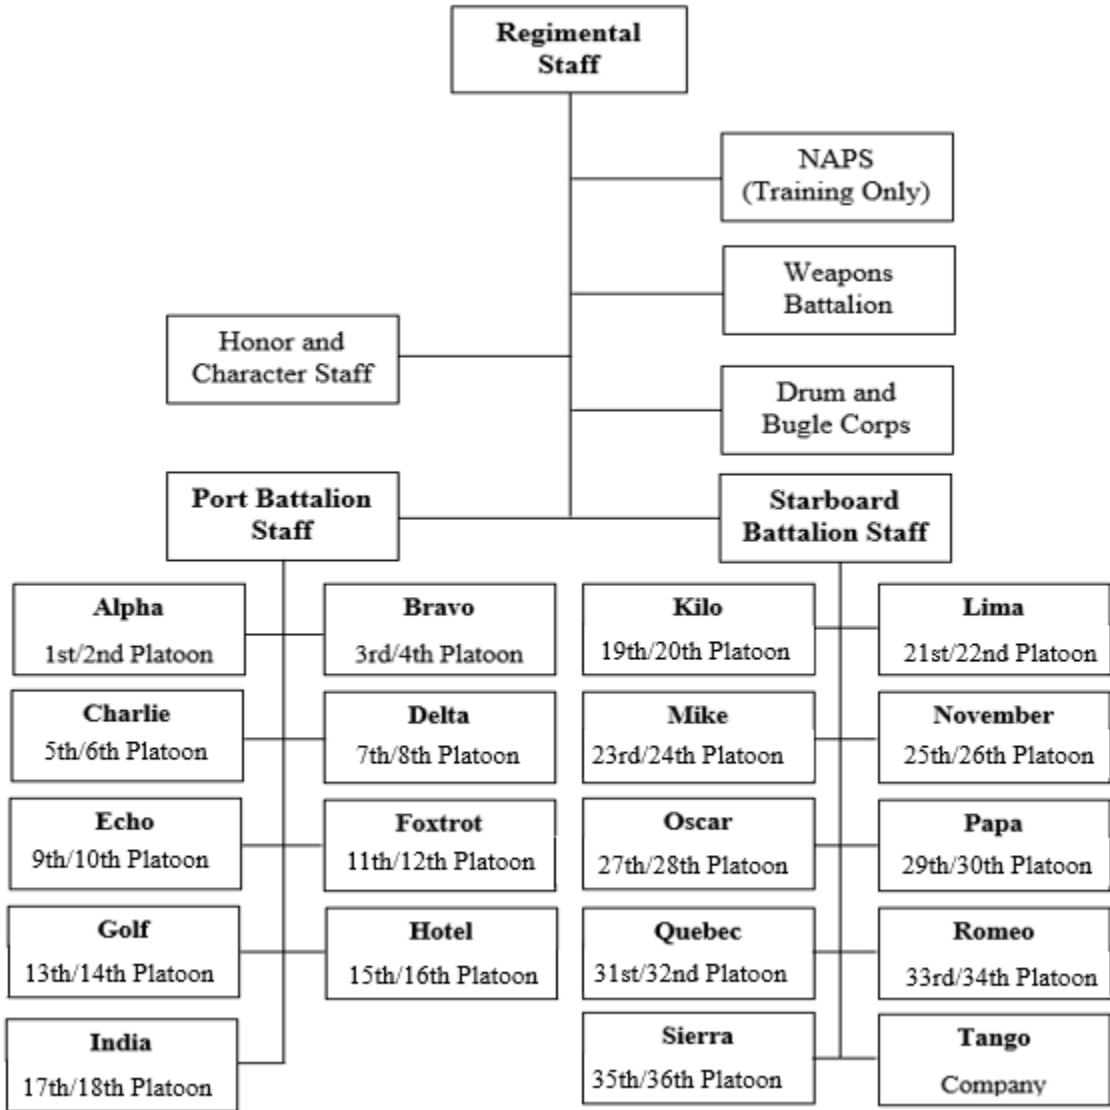 Regimental
Staff
NAPS
(Training Only)
Weapons
Battalion
Honor and
Character Staff
Drum and
Bugle Corps
Port Battalion
Staff
Starboard
Battalion Staff
Alpha
1st/2nd Platoon
Bravo
3rd/4th Platoon
Kilo
19th/20th Platoon
Lima
21st/22nd Platoon
Charlie
5th/6th Platoon
Delta
7th/8th Platoon
Mike
23rd/24th Platoon
November
25th/26th Platoon
Echo
9th/10th Platoon
Foxtrot
11th/12th Platoon
Oscar
27th/28th Platoon
Papa
29th/30th Platoon
Golf
13th/14th Platoon
Hotel
15th/16th Platoon
Quebec
31st/32nd Platoon
Romeo
33rd/34th Platoon
India
17th/18th Platoon
Sierra
35th/36th Platoon
Tango
Company